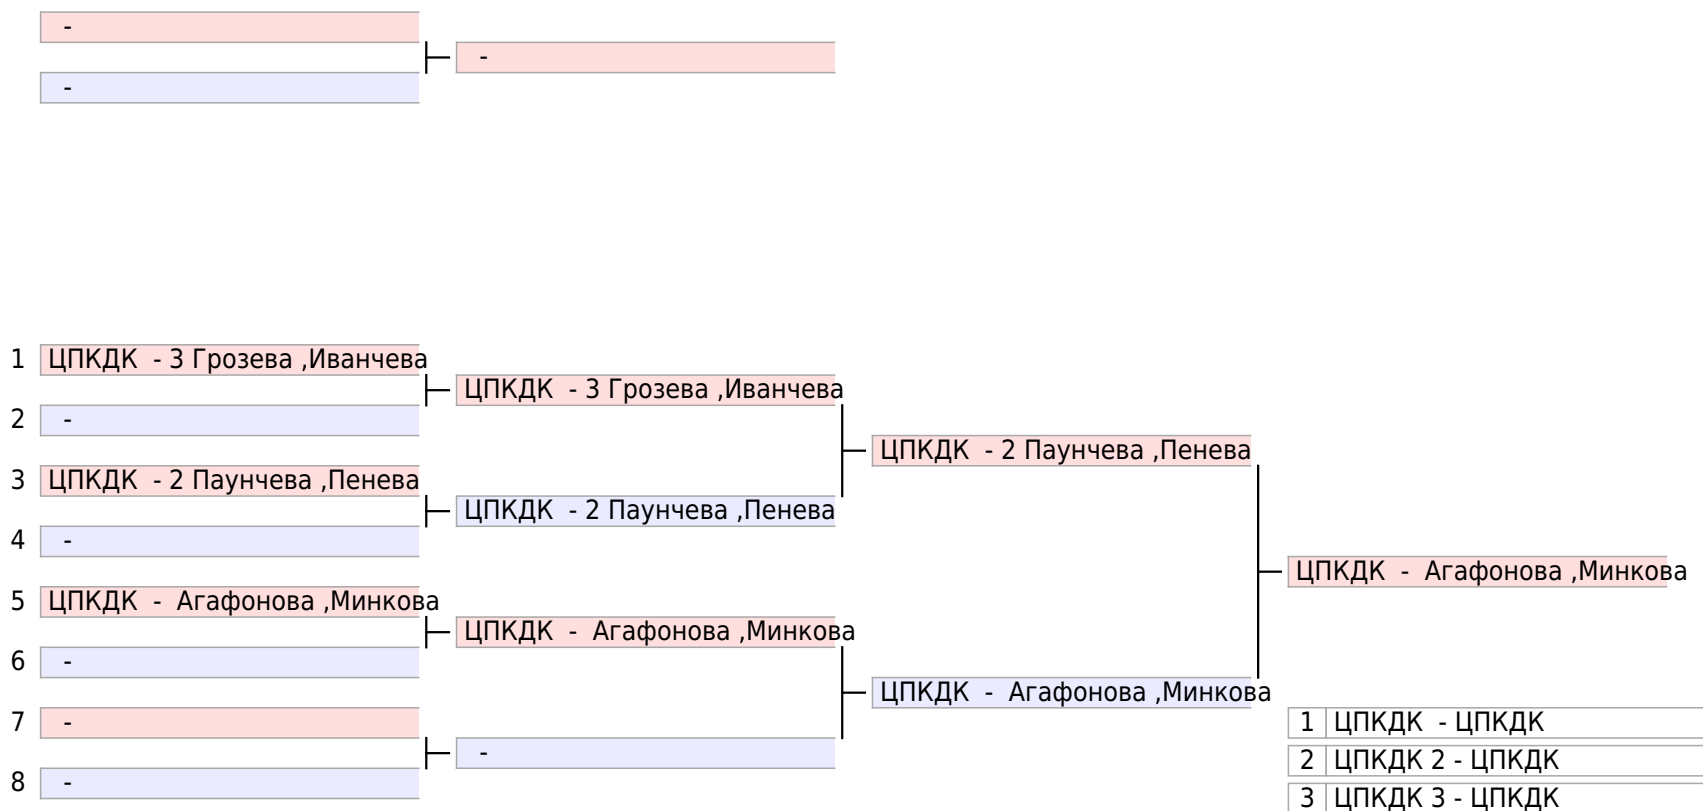 -
-
-
1 ЦПКДК - 3 Грозева ,Иванчева
ЦПКДК - 3 Грозева ,Иванчева
2 -
ЦПКДК - 2 Паунчева ,Пенева
3 ЦПКДК - 2 Паунчева ,Пенева
ЦПКДК - 2 Паунчева ,Пенева
4 -
ЦПКДК - Агафонова ,Минкова
5 ЦПКДК - Агафонова ,Минкова
ЦПКДК - Агафонова ,Минкова
6 -
ЦПКДК - Агафонова ,Минкова
7 -
-
8 -
1 ЦПКДК - ЦПКДК
2 ЦПКДК 2 - ЦПКДК
3 ЦПКДК 3 - ЦПКДК